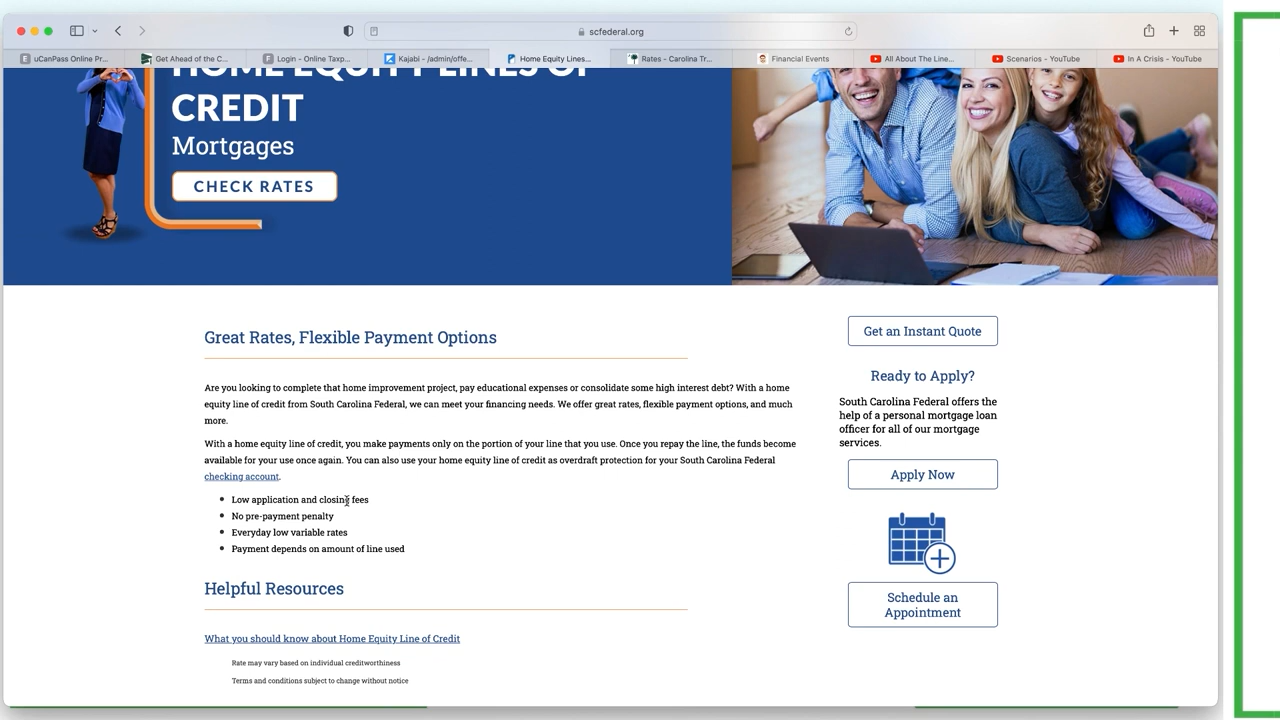 scfederal.org
uCanPass Online Pr...
Get Ahead of the C...
Login - Online Taxp...
Kajabi - /admin/offe...
Home Equity Lines...
Rates - Carolina Tr...
Financial Events
All About The Line...
Scenarios - YouTube
In A Crisis - YouTube
HOME EQUITY LINES OF
CREDIT
Mortgages
CHECK RATES
Great Rates, Flexible Payment Options
Are you looking to complete that home improvement project, pay educational expenses or consolidate some high interest debt? With a home
equity line of credit from South Carolina Federal, we can meet your financing needs. We offer great rates, flexible payment options, and much
more.
With a home equity line of credit, you make payments only on the portion of your line that you use. Once you repay the line, the funds become
available for your use once again. You can also use your home equity line of credit as overdraft protection for your South Carolina Federal
checking account.
Low application and closing fees
No pre-payment penalty
Everyday low variable rates
Payment depends on amount of line used
Helpful Resources
What you should know about Home Equity Line of Credit
Rate may vary based on individual creditworthiness
Terms and conditions subject to change without notice
Get an Instant Quote
Ready to Apply?
South Carolina Federal offers the
help of a personal mortgage loan
officer for all of our mortgage
services.
Apply Now
Schedule an
Appointment